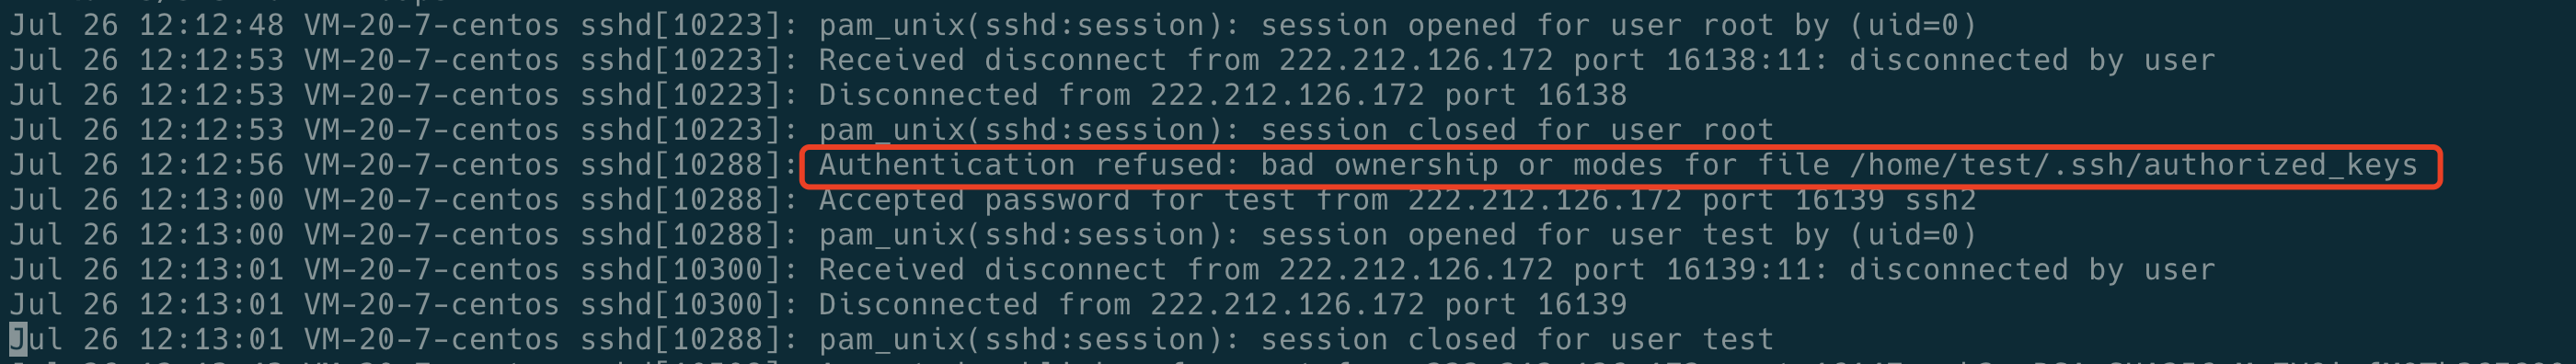 Jul 26 12:12:48 VM-20-7-centos sshd[10223]: pam_unix(sshd:session): session opened for user root by (uid=0)
Jul 26 12:12:53 VM-20-7-centos sshd[10223]: Received disconnect from 222.212.126.172 port 16138:11: disconnected by user
Jul 26 12:12:53 VM-20-7-centos sshd[10223]: Disconnected from 222.212.126.172 port 16138
Jul 26 12:12:53 VM-20-7-centos sshd[10223]: pam_unix(sshd:session): session closed for user root
Jul 26 12:12:56 VM-20-7-centos sshd[10288]: Authentication refused: bad ownership or modes for file /home/test/.ssh/authorized_keys
Jul 26 12:13:00 VM-20-7-centos sshd[10288]: Accepted password for test from 222.212.126.172 port 16139 ssh2
Jul 26 12:13:00 VM-20-7-centos sshd[10288]: pam_unix(sshd:session): session opened for user test by (uid=0)
Jul 26 12:13:01 VM-20-7-centos sshd[10300]: Received disconnect from 222.212.126.172 port 16139:11: disconnected by user
Jul 26 12:13:01 VM-20-7-centos sshd[10300]: Disconnected from 222.212.126.172 port 16139
Jul 26 12:13:01 VM-20-7-centos sshd[10288]: pam_unix(sshd:session): session closed for user test